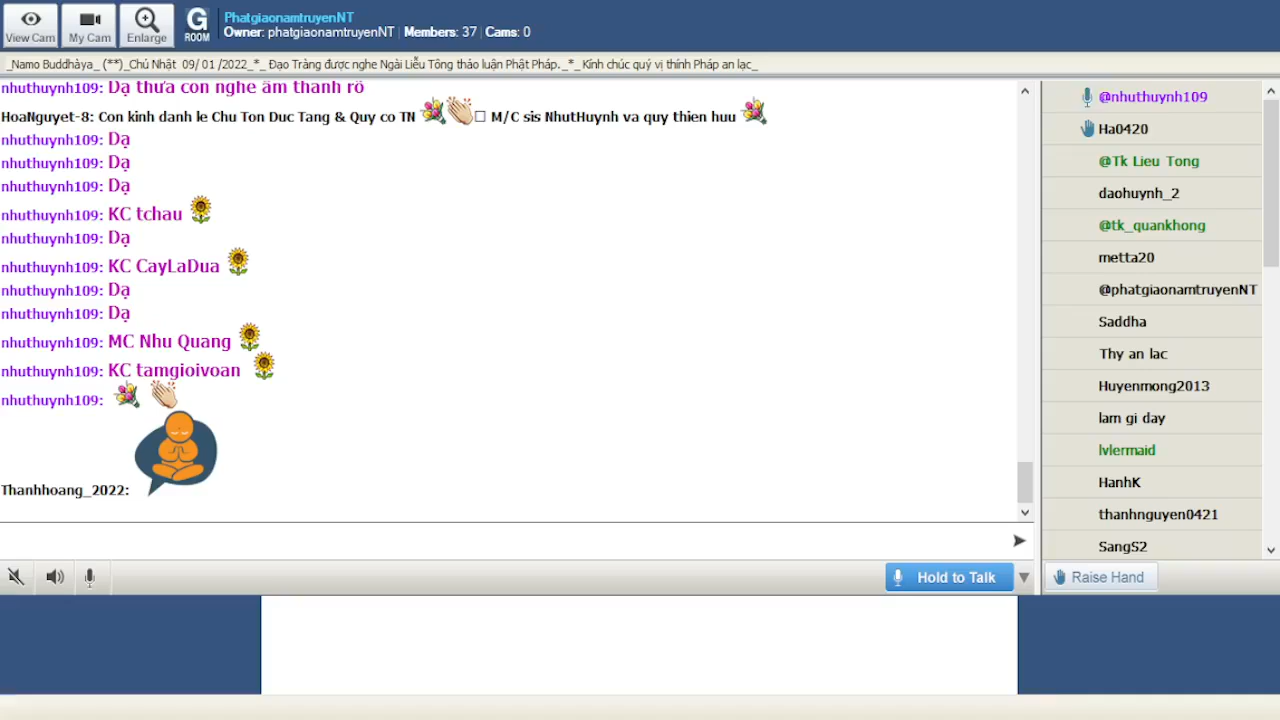 View Cam
My Cam
Enlarge
G
ROOM
PhatgiaonamtruyenNT
Owner: phatgiaonamtruyenNT | Members: 37 | Cams: 0
_Namo Buddhàya_ (**)_Chủ Nhật 09/ 01 /2022_*_ Đạo Tràng được nghe Ngài Liễu Tông thảo luận Phật Pháp._*_ Kính chúc quý vị thính Pháp an lạc_
nhuthuynh109: Dạ thưa con nghe âm thanh rõ
HoaNguyet-8: Con kinh danh le Chu Ton Duc Tang & Quy co TN M/C sis NhutHuynh va quy thien huu
nhuthuynh109: Dạ
nhuthuynh109: Dạ
nhuthuynh109: Dạ
nhuthuynh109: KC tchau
nhuthuynh109: Dạ
nhuthuynh109: KC CayLaDua
nhuthuynh109: Dạ
nhuthuynh109: Dạ
nhuthuynh109: MC Nhu Quang
nhuthuynh109: KC tamgioivoan
nhuthuynh109:
Thanhhoang_2022:
Hold to Talk
@nhuthuynh109
Ha0420
@Tk Lieu Tong
daohuynh_2
@tk_quankhong
metta20
@phatgiaonamtruyenNT
Saddha
Thy an lac
Huyenmong2013
lam gi day
lvlermaid
HanhK
thanhnguyen0421
SangS2
Raise Hand